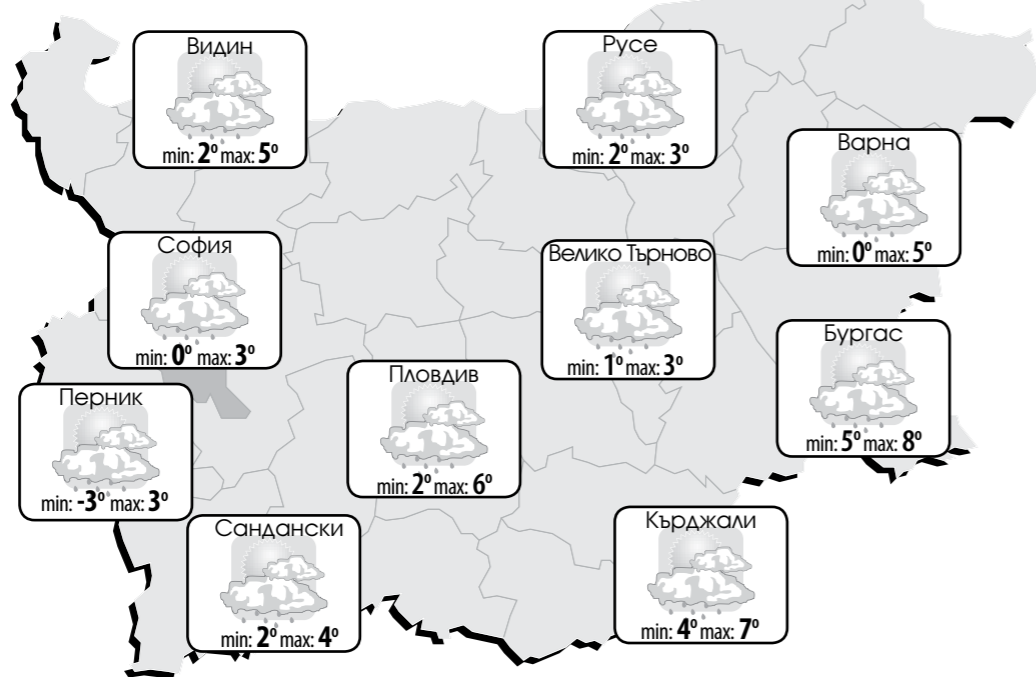 Видин
min: 2° max: 5°
Русе
min: 2° max: 3°
Варна
min: 0° max: 5°
София
min: 0° max: 3°
Велико Търново
min: 1° max: 3°
Бургас
min: 5° max: 8°
Пловдив
min: 2° max: 6°
Перник
min: -3° max: 3°
Сандански
min: 2° max: 4°
Кърджали
min: 4° max: 7°